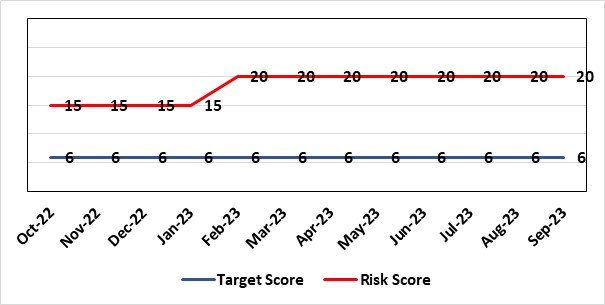 20 20 20 20 20 20 20 20
15 15 15 15
6 6 6 6 6 6 6 6 6 6 6 6
Oct-22 Nov-22 Dec-22 Jan-23 Feb-23 Mar-23 Apr-23 May-23 Jun-23 Jul-23 Aug-23 Sep-23
Target Score Risk Score